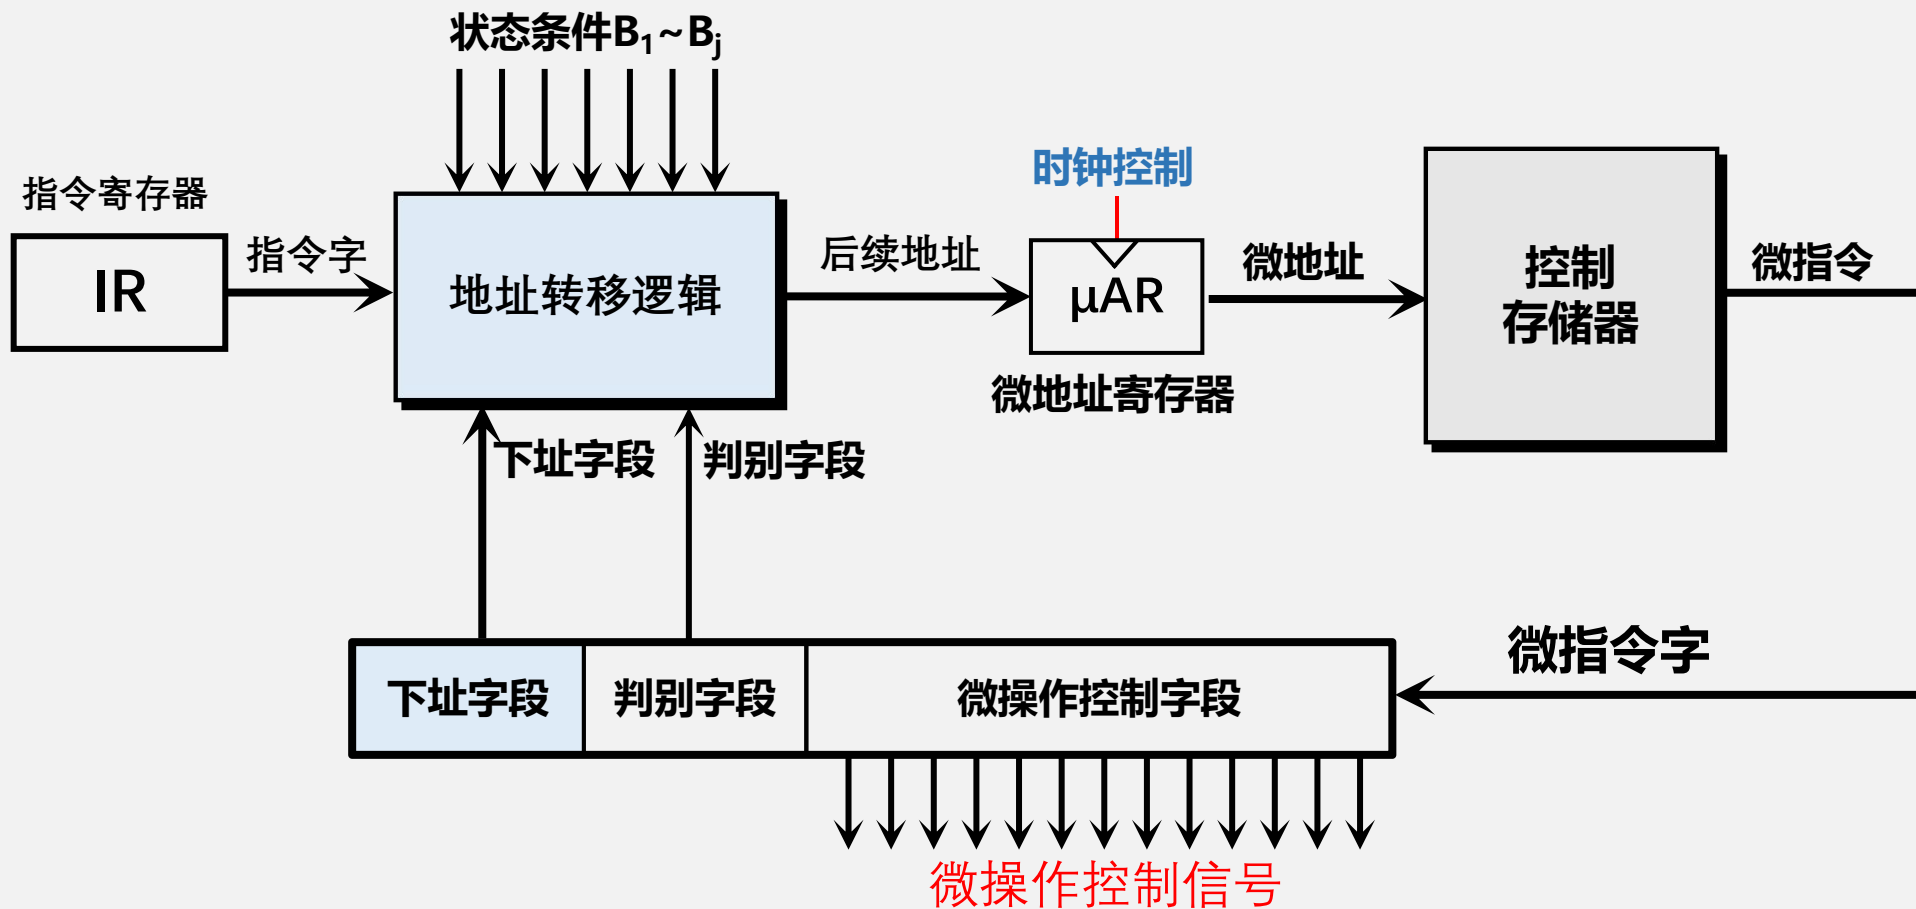 状态条件B₁~Bⱼ
指令寄存器
IR
指令字
地址转移逻辑
后续地址
时钟控制
μAR
微地址寄存器
微地址
控制
存储器
微指令
下址字段
判别字段
微指令字
下址字段
判别字段
微操作控制字段
微操作控制信号